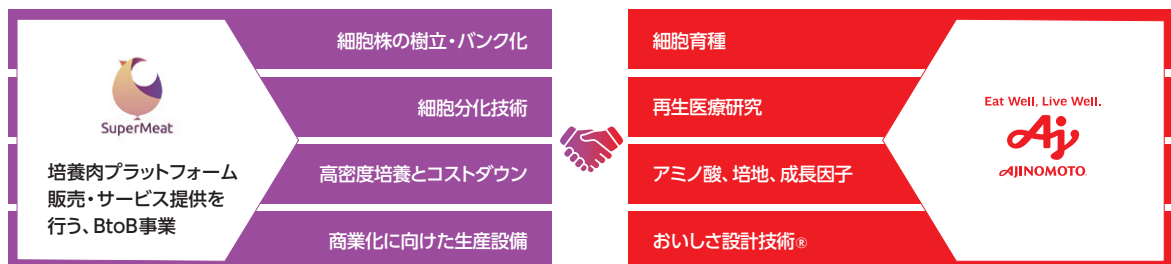 SuperMeat
培養肉プラットフォーム
販売・サービス提供を
行う、BtoB事業
細胞株の樹立・バンク化
細胞分化技術
高密度培養とコストダウン
商業化に向けた生産設備
細胞育種
再生医療研究
アミノ酸、培地、成長因子
おいしさ設計技術®
Eat Well, Live Well.
Aj
AJINOMOTO